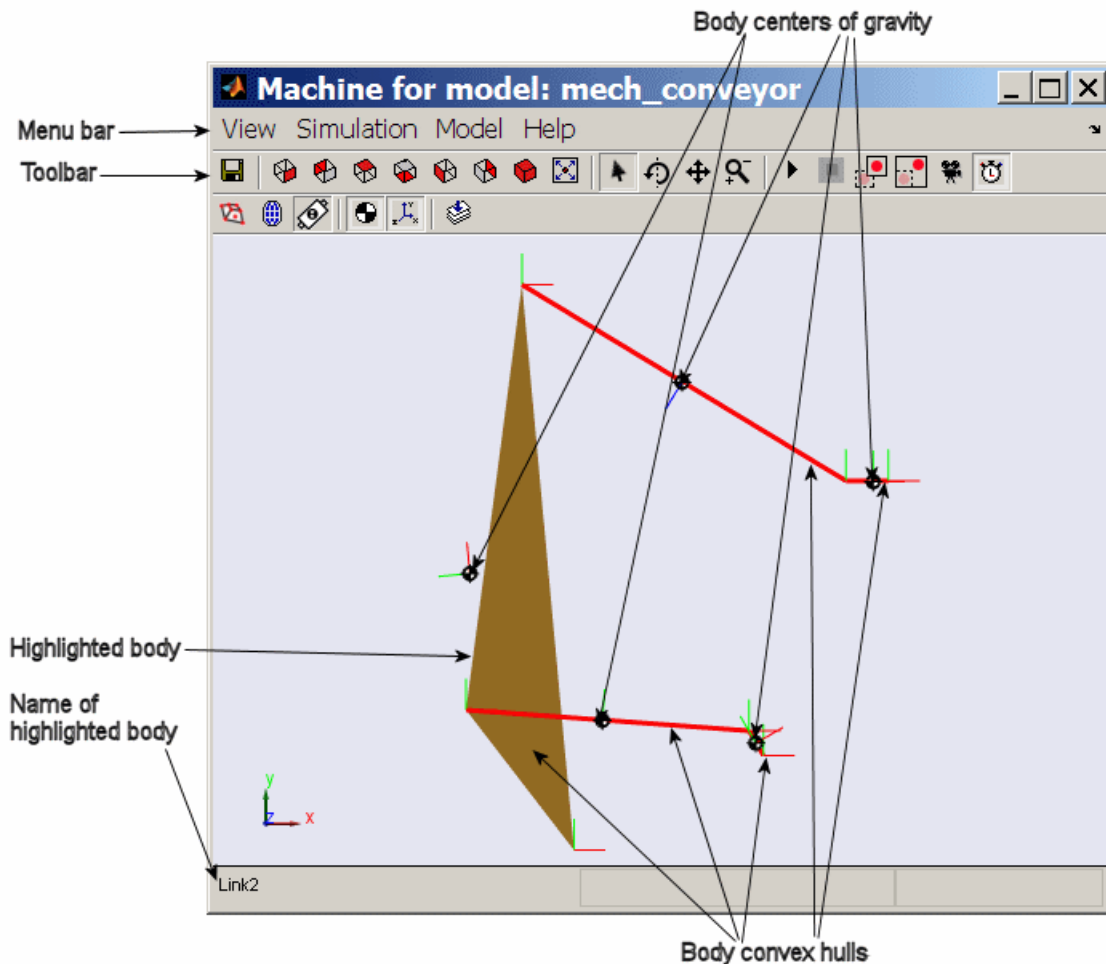 Body centers of gravity
Machine for model: mech_conveyor
Menu bar
View Simulation Model Help
Toolbar
Highlighted body
Name of
highlighted body
y
z x
Link2
Body convex hulls